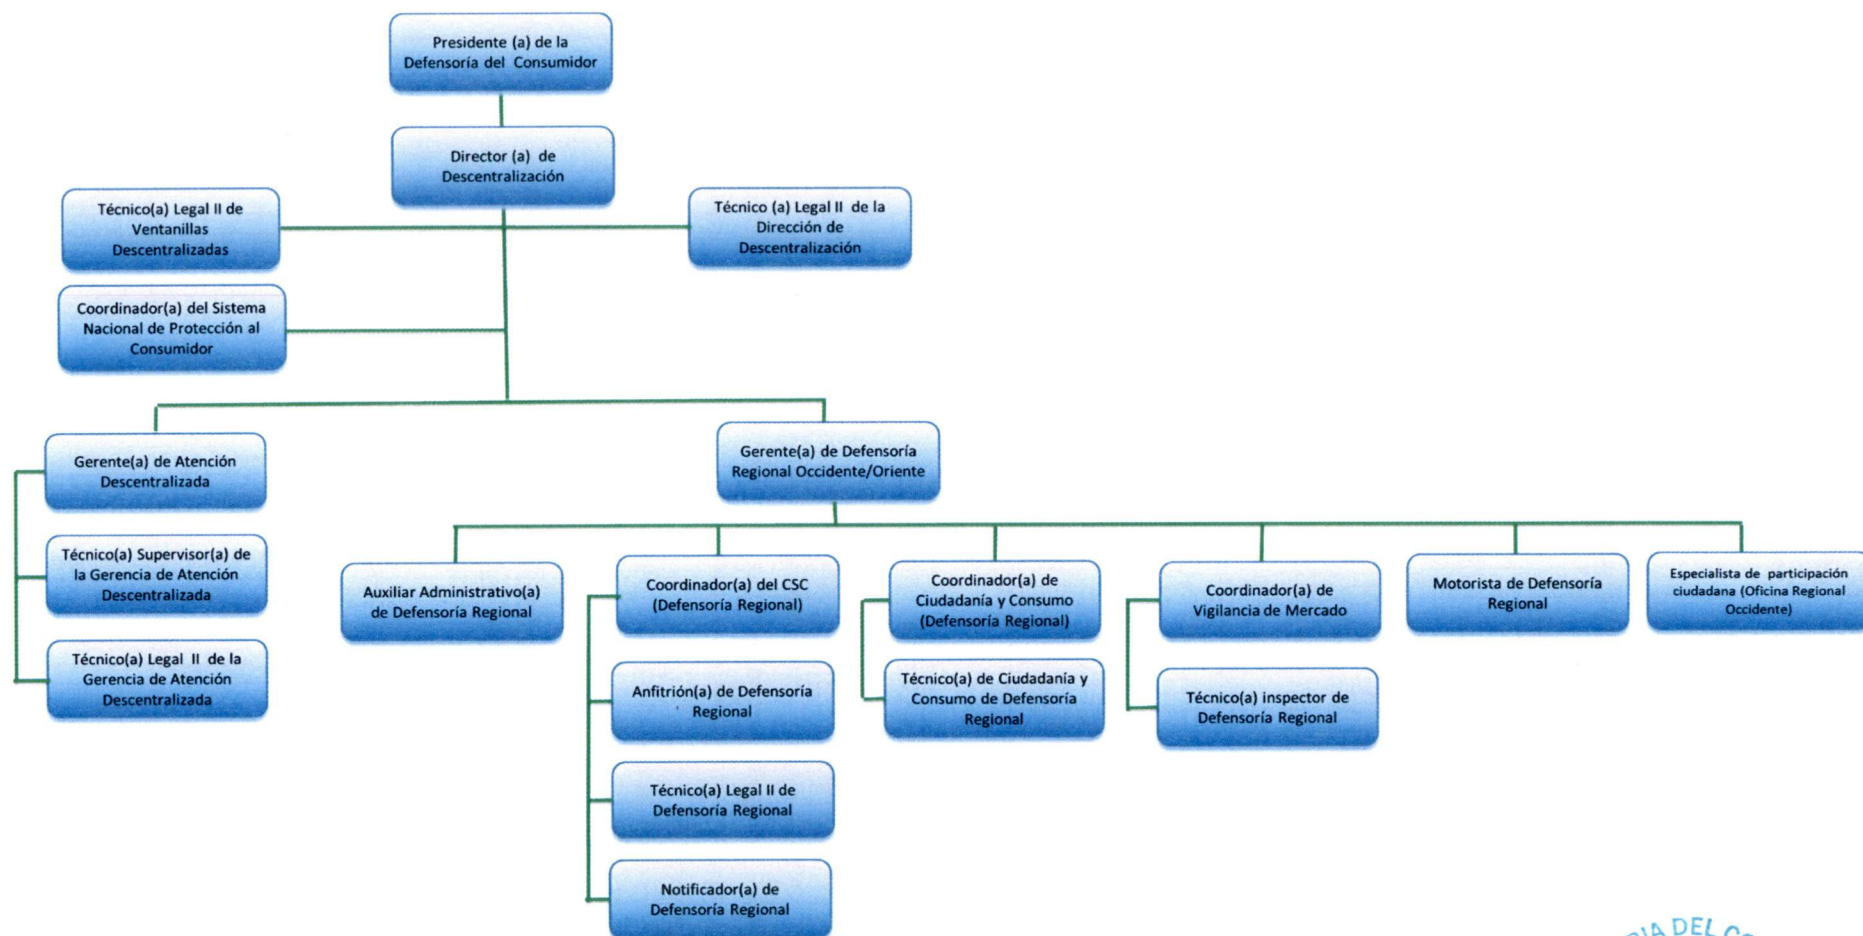 Presidente (a) de la
Defensoría del Consumidor
Director (a) de
Descentralización
Técnico(a) Legal II de
Ventanillas
Descentralizadas
Técnico (a) Legal II de la
Dirección de
Descentralización
Coordinador(a) del Sistema
Nacional de Protección al
Consumidor
Gerente(a) de Atención
Descentralizada
Gerente(a) de Defensoría
Regional Occidente/Oriente
Técnico(a) Supervisor(a) de
la Gerencia de Atención
Descentralizada
Técnico(a) Legal II de la
Gerencia de Atención
Descentralizada
Auxiliar Administrativo(a)
de Defensoría Regional
Coordinador(a) del CSC
(Defensoría Regional)
Anfitrión(a) de Defensoría
Regional
Técnico(a) Legal II de
Defensoría Regional
Notificador(a) de
Defensoría Regional
Coordinador(a) de
Ciudadanía y Consumo
(Defensoría Regional)
Técnico(a) de Ciudadanía y
Consumo de Defensoría
Regional
Coordinador(a) de
Vigilancia de Mercado
Técnico(a) inspector de
Defensoría Regional
Motorista de Defensoría
Regional
Especialista de participación
ciudadana (Oficina Regional
Occidente)
DEL